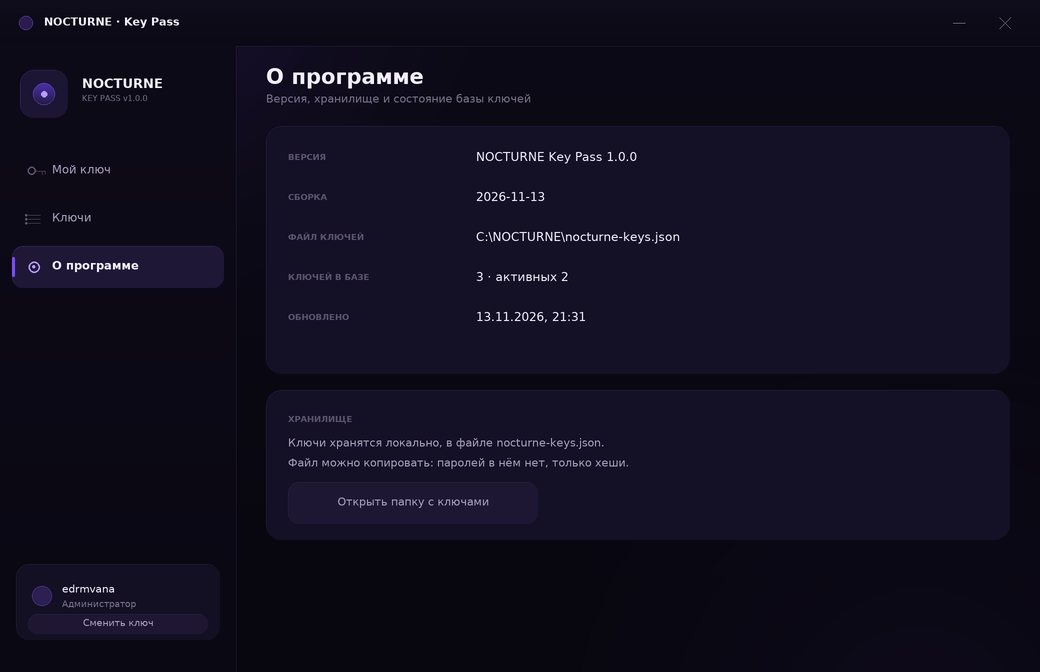 NOCTURNE · Key Pass
NOCTURNE
KEY PASS v1.0.0
Мой ключ
Ключи
О программе
edrmvana
Администратор
Сменить ключ
О программе
Версия, хранилище и состояние базы ключей
ВЕРСИЯ NOCTURNE Key Pass 1.0.0
СБОРКА 2026-11-13
ФАЙЛ КЛЮЧЕЙ C:\NOCTURNE\nocturne-keys.json
КЛЮЧЕЙ В БАЗЕ 3 · активных 2
ОБНОВЛЕНО 13.11.2026, 21:31
ХРАНИЛИЩЕ
Ключи хранятся локально, в файле nocturne-keys.json.
Файл можно копировать: паролей в нём нет, только хеши.
Открыть папку с ключами